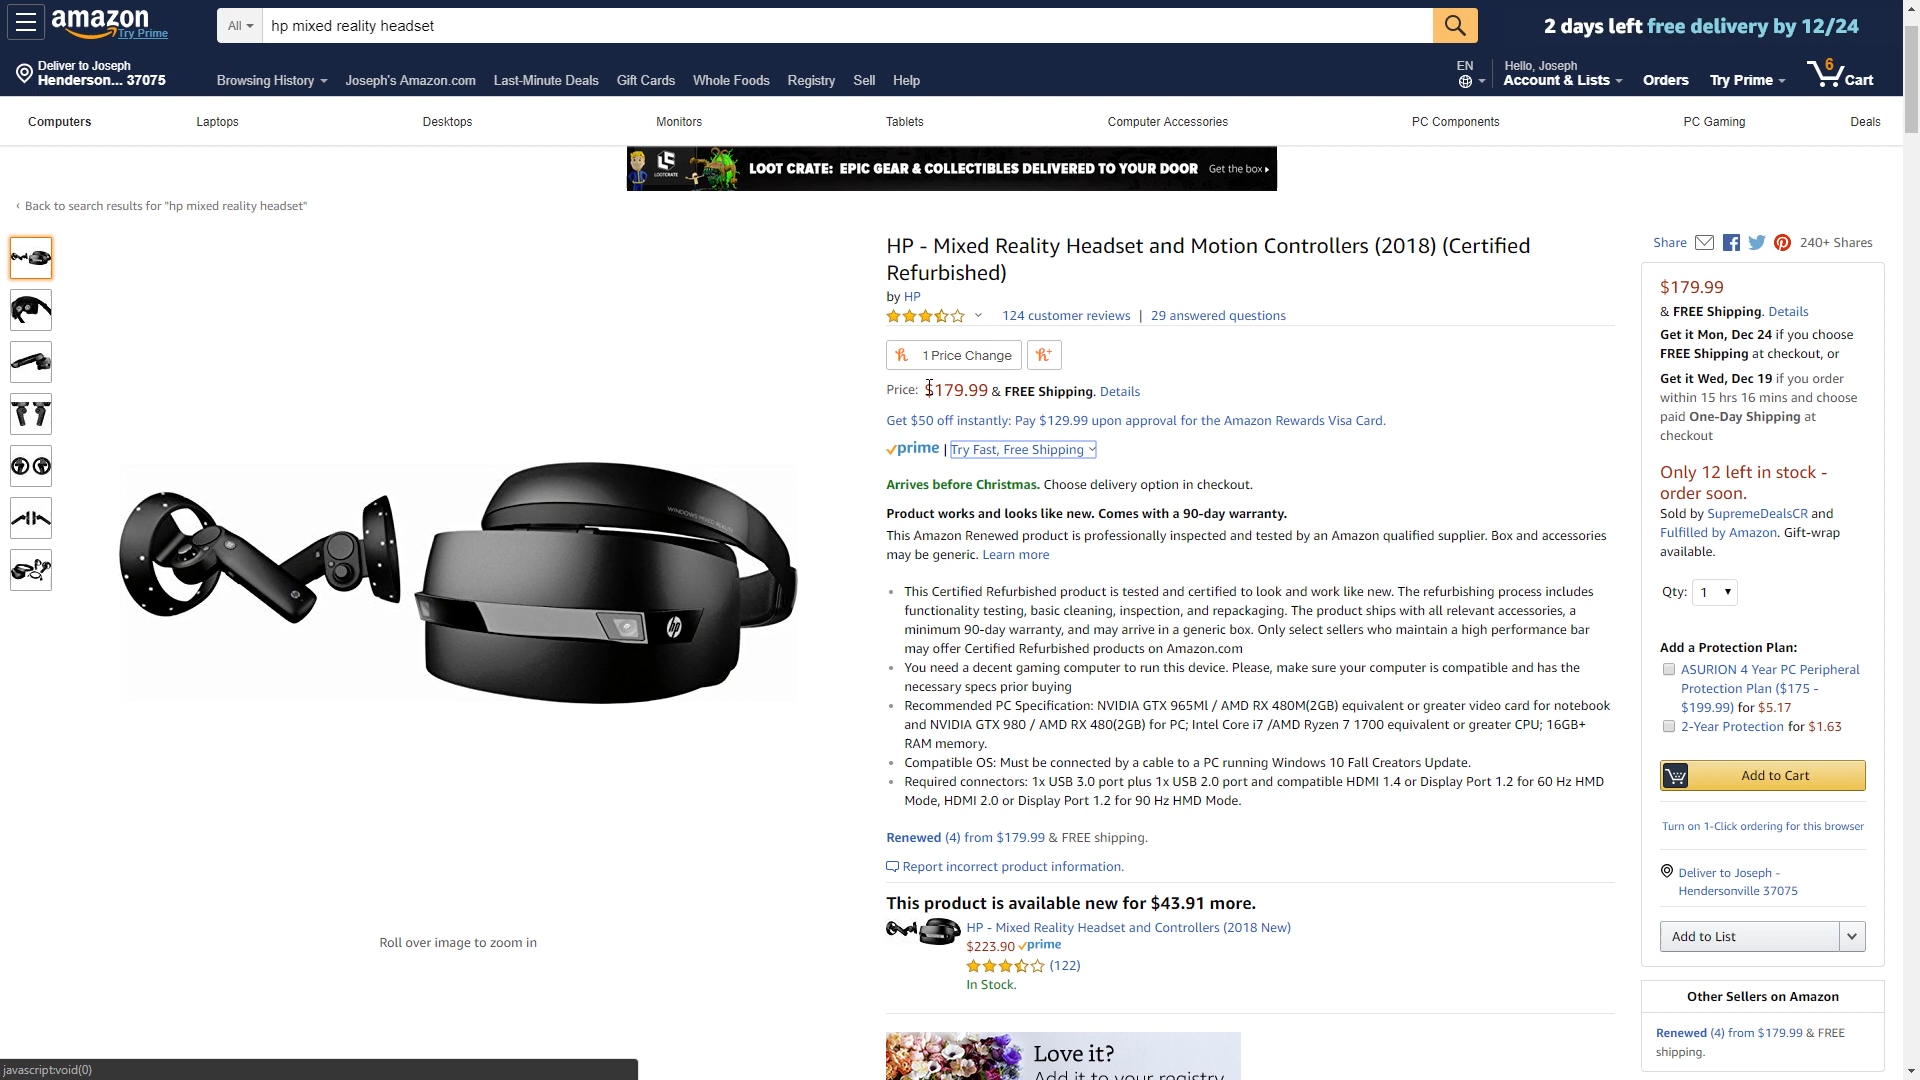 amazon
Try Prime
All
hp mixed reality headset
2 days left free delivery by 12/24
Deliver to Joseph
Henderson... 37075
Browsing History
Joseph's Amazon.com
Last-Minute Deals
Gift Cards
Whole Foods
Registry
Sell
Help
EN
Hello, Joseph
Account & Lists
Orders
Try Prime
6
Cart
Computers
Laptops
Desktops
Monitors
Tablets
Computer Accessories
PC Components
PC Gaming
Deals
LOOTCRATE
LOOT CRATE: EPIC GEAR & COLLECTIBLES DELIVERED TO YOUR DOOR
Get the box
‹ Back to search results for "hp mixed reality headset"
WINDOWS MIXED REALITY
hp
Roll over image to zoom in
HP - Mixed Reality Headset and Motion Controllers (2018) (Certified
Refurbished)
by HP
124 customer reviews | 29 answered questions
1 Price Change
Price: $179.99 & FREE Shipping. Details
Get $50 off instantly: Pay $129.99 upon approval for the Amazon Rewards Visa Card.
prime | Try Fast, Free Shipping
Arrives before Christmas. Choose delivery option in checkout.
Product works and looks like new. Comes with a 90-day warranty.
This Amazon Renewed product is professionally inspected and tested by an Amazon qualified supplier. Box and accessories
may be generic. Learn more
• This Certified Refurbished product is tested and certified to look and work like new. The refurbishing process includes
functionality testing, basic cleaning, inspection, and repackaging. The product ships with all relevant accessories, a
minimum 90-day warranty, and may arrive in a generic box. Only select sellers who maintain a high performance bar
may offer Certified Refurbished products on Amazon.com
• You need a decent gaming computer to run this device. Please, make sure your computer is compatible and has the
necessary specs prior buying
• Recommended PC Specification: NVIDIA GTX 965Ml / AMD RX 480M(2GB) equivalent or greater video card for notebook
and NVIDIA GTX 980 / AMD RX 480(2GB) for PC; Intel Core i7 /AMD Ryzen 7 1700 equivalent or greater CPU; 16GB+
RAM memory.
• Compatible OS: Must be connected by a cable to a PC running Windows 10 Fall Creators Update.
• Required connectors: 1x USB 3.0 port plus 1x USB 2.0 port and compatible HDMI 1.4 or Display Port 1.2 for 60 Hz HMD
Mode, HDMI 2.0 or Display Port 1.2 for 90 Hz HMD Mode.
Renewed (4) from $179.99 & FREE shipping.
Report incorrect product information.
This product is available new for $43.91 more.
HP - Mixed Reality Headset and Controllers (2018 New)
$223.90 prime
(122)
In Stock.
Love it?
Add it to your registry
Share
240+ Shares
$179.99
& FREE Shipping. Details
Get it Mon, Dec 24 if you choose
FREE Shipping at checkout, or
Get it Wed, Dec 19 if you order
within 15 hrs 16 mins and choose
paid One-Day Shipping at
checkout
Only 12 left in stock -
order soon.
Sold by SupremeDealsCR and
Fulfilled by Amazon. Gift-wrap
available.
Qty: 1
Add a Protection Plan:
ASURION 4 Year PC Peripheral
Protection Plan ($175 -
$199.99) for $5.17
2-Year Protection for $1.63
Add to Cart
Turn on 1-Click ordering for this browser
Deliver to Joseph -
Hendersonville 37075
Add to List
Other Sellers on Amazon
Renewed (4) from $179.99 & FREE
shipping.
javascript:void(0)